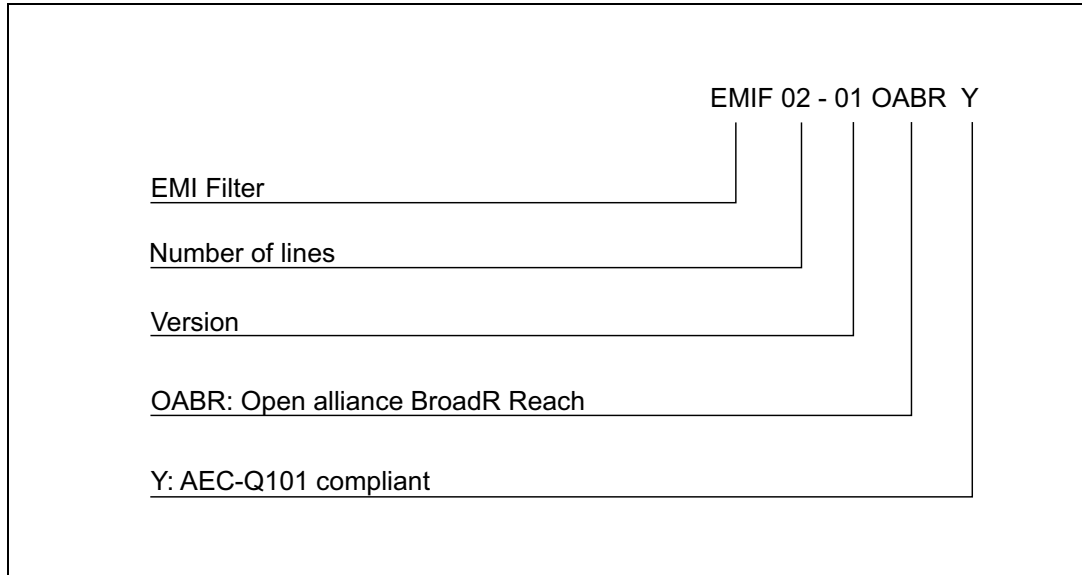 EMIF 02 - 01 OABR Y
EMI Filter
Number of lines
Version
OABR: Open alliance BroadR Reach
Y: AEC-Q101 compliant